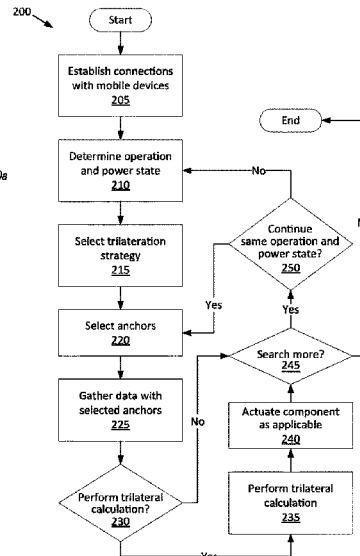 200
Start
Establish connections
with mobile devices
205
Determine operation
and power state
210
Select trilateration
strategy
215
Select anchors
220
Gather data with
selected anchors
225
Perform trilateral
calculation?
230
Yes
No
Perform trilateral
calculation
235
Actuate component
as applicable
240
Search more?
245
Yes
Continue
same operation and
power state?
250
Yes
No
End